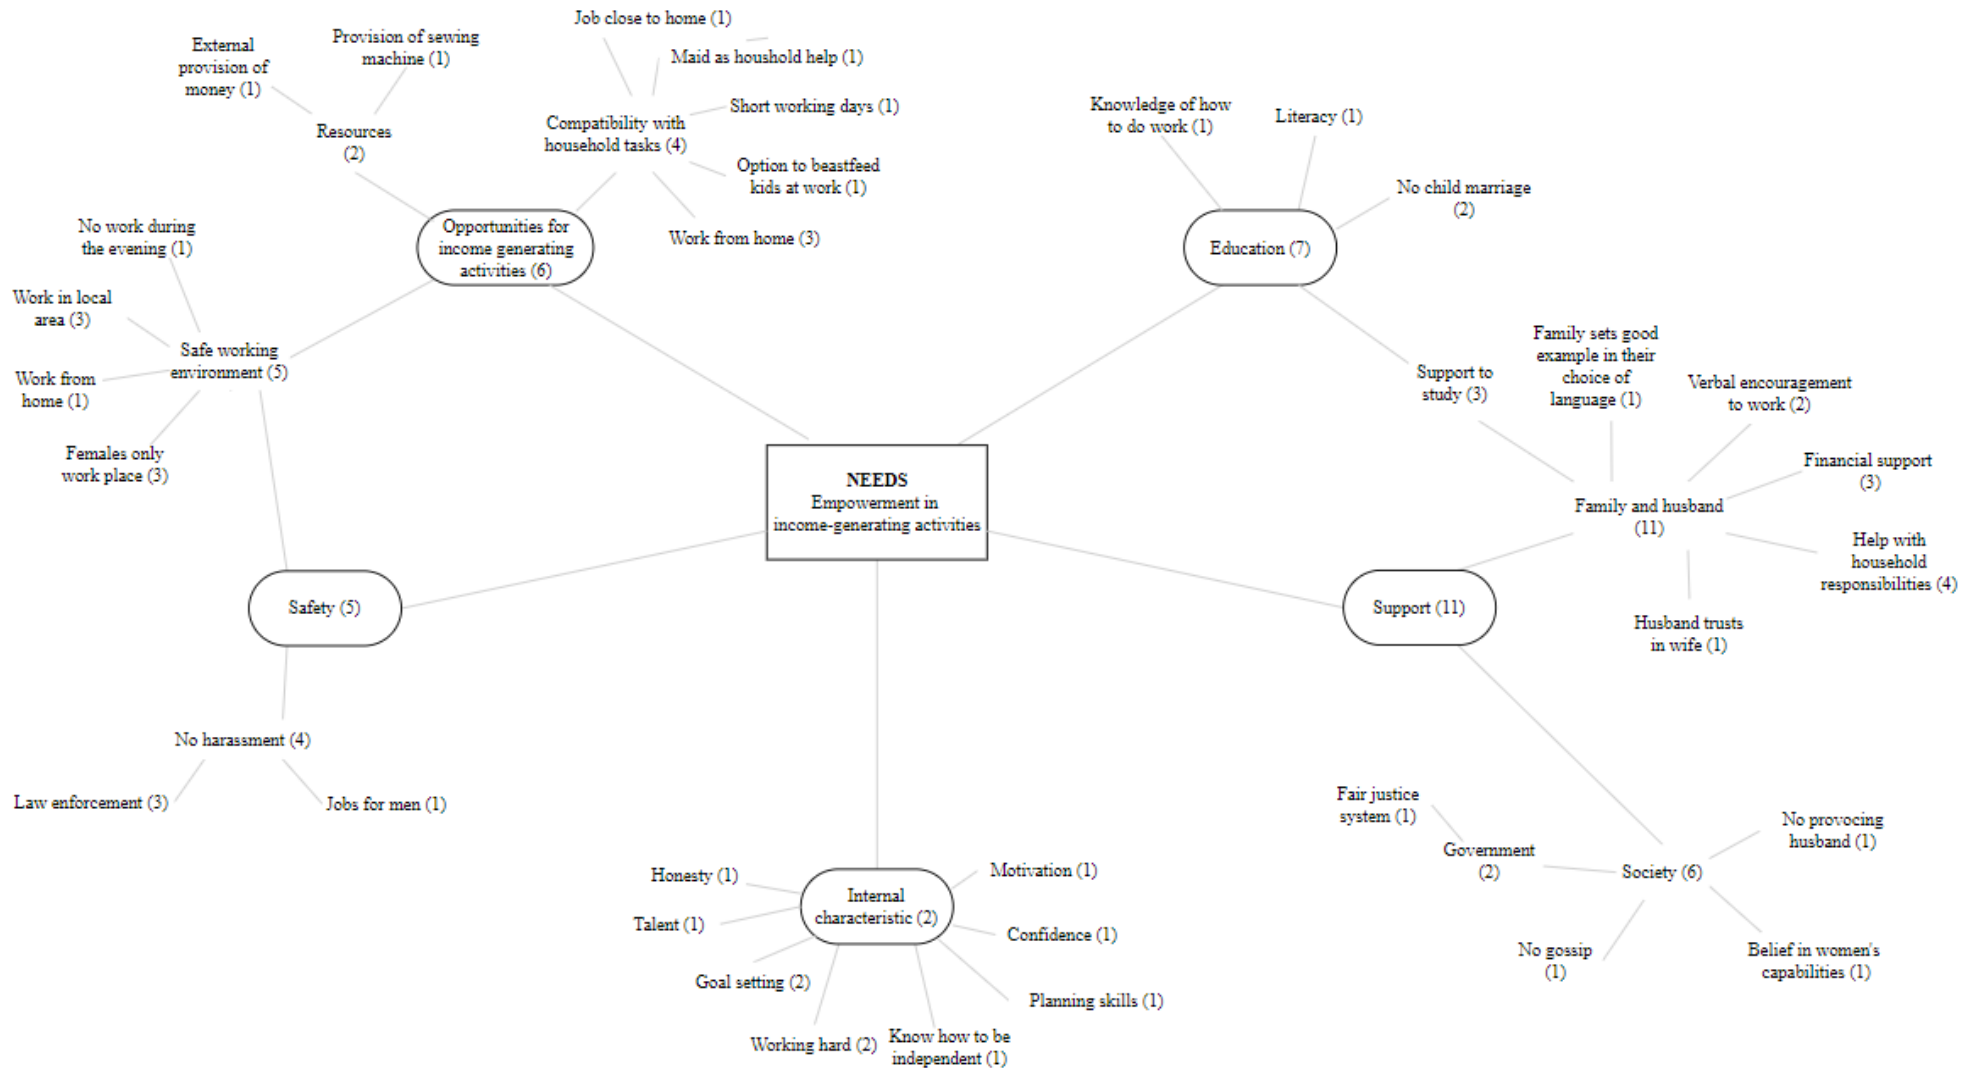 Job close to home (1)
External
provision of
money (1)
Provision of sewing
machine (1)
Maid as houshold help (1)
Short working days (1)
Resources
(2)
Compatibility with
household tasks (4)
Option to beastfeed
kids at work (1)
Work from home (3)
Opportunities for
income generating
activities (6)
No work during
the evening (1)
Work in local
area (3)
Safe working
environment (5)
Work from
home (1)
Females only
work place (3)
Knowledge of how
to do work (1)
Literacy (1)
No child marriage
(2)
Education (7)
Support to
study (3)
Family sets good
example in their
choice of
language (1)
Verbal encouragement
to work (2)
Financial support
(3)
Family and husband
(11)
Help with
household
responsibilities (4)
Husband trusts
in wife (1)
NEEDS
Empowerment in
income-generating activities
Safety (5)
Support (11)
No harassment (4)
Law enforcement (3)
Jobs for men (1)
Fair justice
system (1)
Government
(2)
Society (6)
No provocing
husband (1)
No gossip
(1)
Belief in women's
capabilities (1)
Honesty (1)
Talent (1)
Internal
characteristic (2)
Motivation (1)
Confidence (1)
Goal setting (2)
Planning skills (1)
Working hard (2)
Know how to be
independent (1)